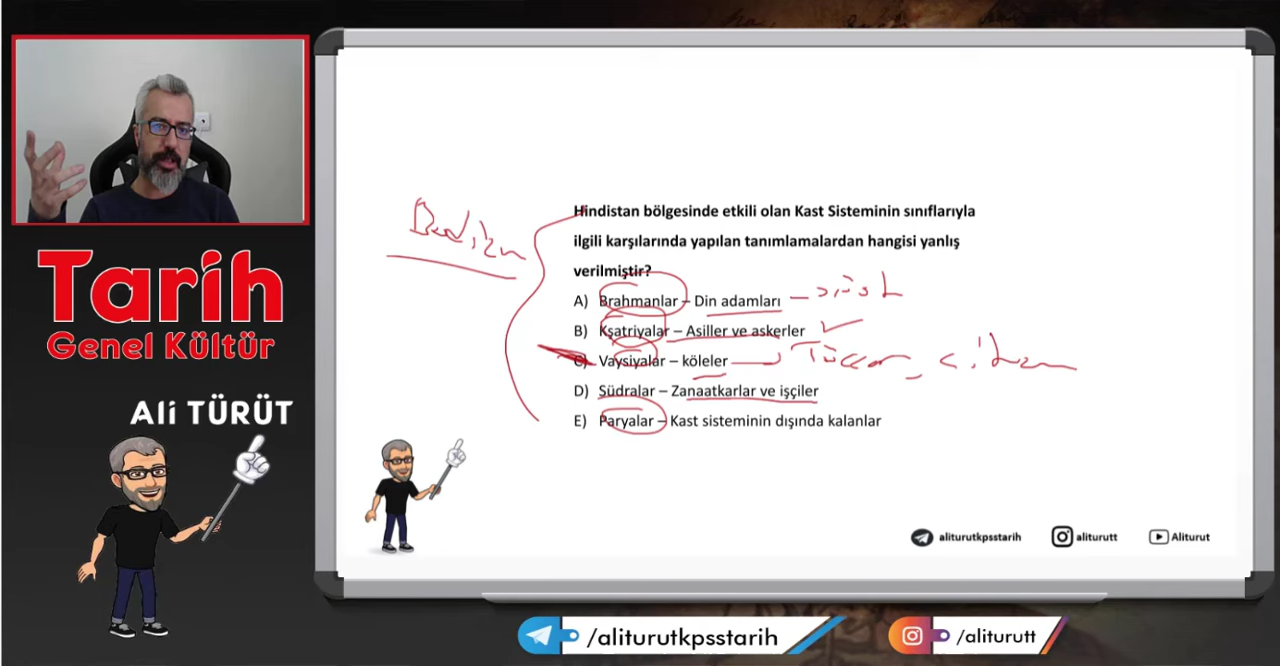 Tarih
Genel Kültür
Ali TÜRÜT
Hindistan bölgesinde etkili olan Kast Sisteminin sınıflarıyla
ilgili karşılarında yapılan tanımlamalardan hangisi yanlış
verilmiştir?
A) Brahmanlar – Din adamları
B) Kşatriyalar – Asiller ve askerler
C) Vaysiyalar – köleler
D) Südralar – Zanaatkarlar ve işçiler
E) Paryalar – Kast sisteminin dışında kalanlar
aliturutkpsstarih
aliturutt
Aliturut
/aliturutkpsstarih
/aliturutt